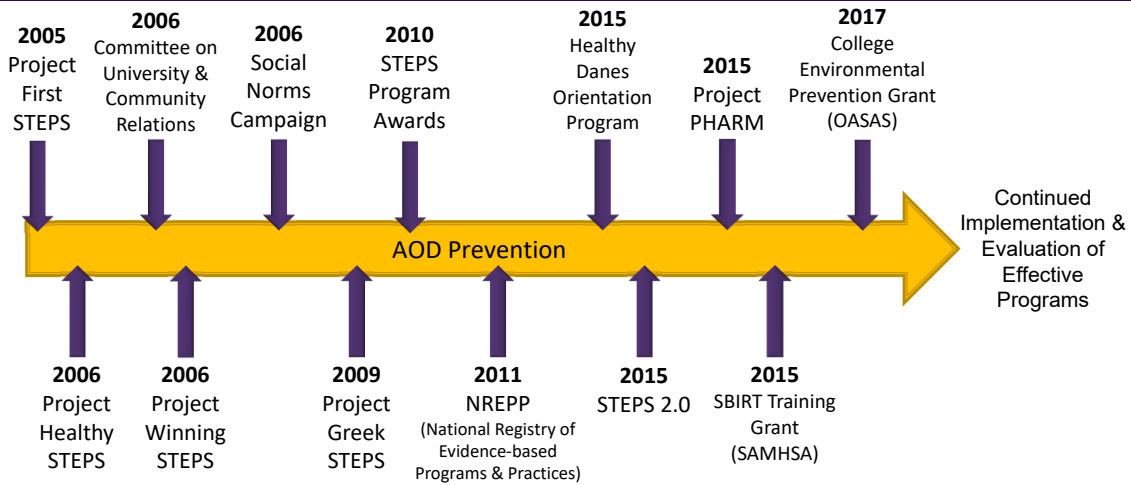 2005
Project
First
STEPS
2006
Committee on
University &
Community
Relations
2006
Social
Norms
Campaign
2010
STEPS
Program
Awards
2015
Healthy
Danes
Orientation
Program
2015
Project
PHARM
2017
College
Environmental
Prevention Grant
(OASAS)
AOD Prevention
Continued
Implementation &
Evaluation of
Effective
Programs
2006
Project
Healthy
STEPS
2006
Project
Winning
STEPS
2009
Project
Greek
STEPS
2011
NREPP
(National Registry of
Evidence-based
Programs & Practices)
2015
STEPS 2.0
2015
SBIRT Training
Grant
(SAMHSA)